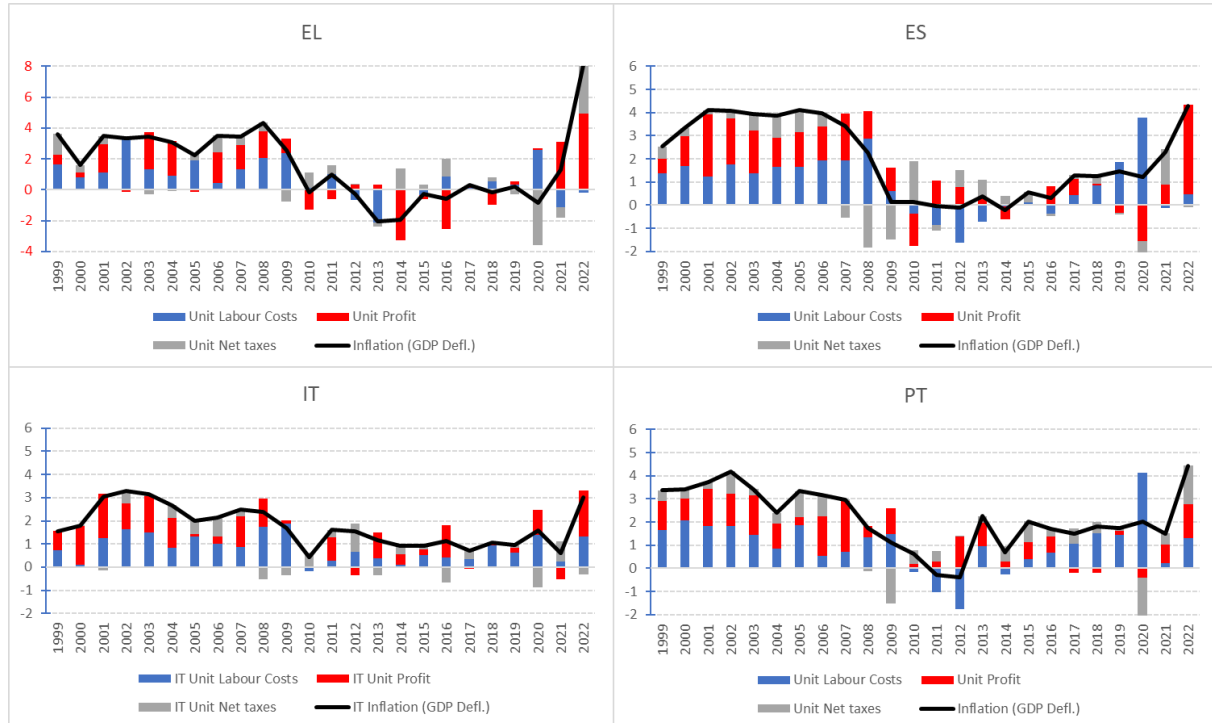 EL
8
6
4
2
0
-2
-4
1999 2000 2001 2002 2003 2004 2005 2006 2007 2008 2009 2010 2011 2012 2013 2014 2015 2016 2017 2018 2019 2020 2021 2022
Unit Labour Costs Unit Profit
Unit Net taxes Inflation (GDP Defl.)
ES
6
5
4
3
2
1
0
-1
-2
1999 2000 2001 2002 2003 2004 2005 2006 2007 2008 2009 2010 2011 2012 2013 2014 2015 2016 2017 2018 2019 2020 2021 2022
Unit Labour Costs Unit Profit
Unit Net taxes Inflation (GDP Defl.)
IT
6
5
4
3
2
1
0
-1
-2
1999 2000 2001 2002 2003 2004 2005 2006 2007 2008 2009 2010 2011 2012 2013 2014 2015 2016 2017 2018 2019 2020 2021 2022
IT Unit Labour Costs IT Unit Profit
IT Unit Net taxes IT Inflation (GDP Defl.)
PT
6
5
4
3
2
1
0
-1
-2
1999 2000 2001 2002 2003 2004 2005 2006 2007 2008 2009 2010 2011 2012 2013 2014 2015 2016 2017 2018 2019 2020 2021 2022
Unit Labour Costs Unit Profit
Unit Net taxes Inflation (GDP Defl.)